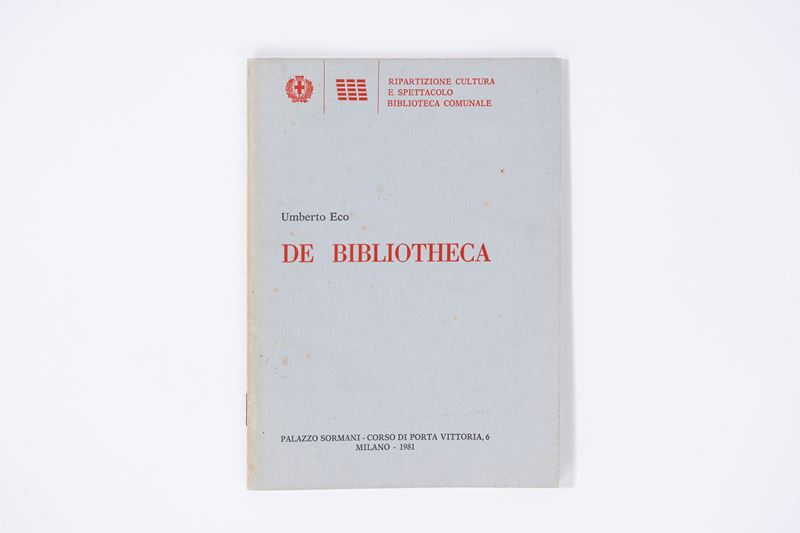 RIPARTIZIONE CULTURA
E SPETTACOLO
BIBLIOTECA COMUNALE
Umberto Eco
DE BIBLIOTHECA
PALAZZO SORMANI - CORSO DI PORTA VITTORIA, 6
MILANO - 1981